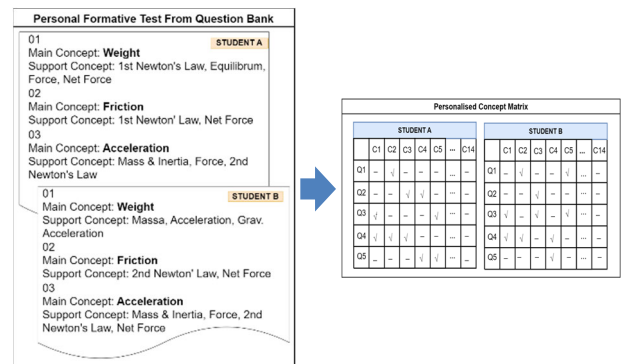 Personal Formative Test From Question Bank
STUDENT A
01
Main Concept: Weight
Support Concept: 1st Newton's Law, Equilibrum,
Force, Net Force
02
Main Concept: Friction
Support Concept: 1st Newton' Law, Net Force
03
Main Concept: Acceleration
Support Concept: Mass & Inertia, Force, 2nd
Newton's Law
STUDENT B
01
Main Concept: Weight
Support Concept: Massa, Acceleration, Grav.
Acceleration
02
Main Concept: Friction
Support Concept: 2nd Newton' Law, Net Force
03
Main Concept: Acceleration
Support Concept: Mass & Inertia, Force, 2nd
Newton's Law, Net Force
Personalised Concept Matrix
STUDENT A
C1 C2 C3 C4 C5 ... C14
Q1 – √ – – – ... –
Q2 – – √ √ – ... –
Q3 √ – – – √ ... –
Q4 √ √ √ – – ... –
Q5 – – – √ √ ... –
STUDENT B
C1 C2 C3 C4 C5 ... C14
Q1 – √ – – √ ... –
Q2 – – √ – – ... –
Q3 √ – √ – √ ... –
Q4 √ √ – √ – ... –
Q5 – – – √ – ... –